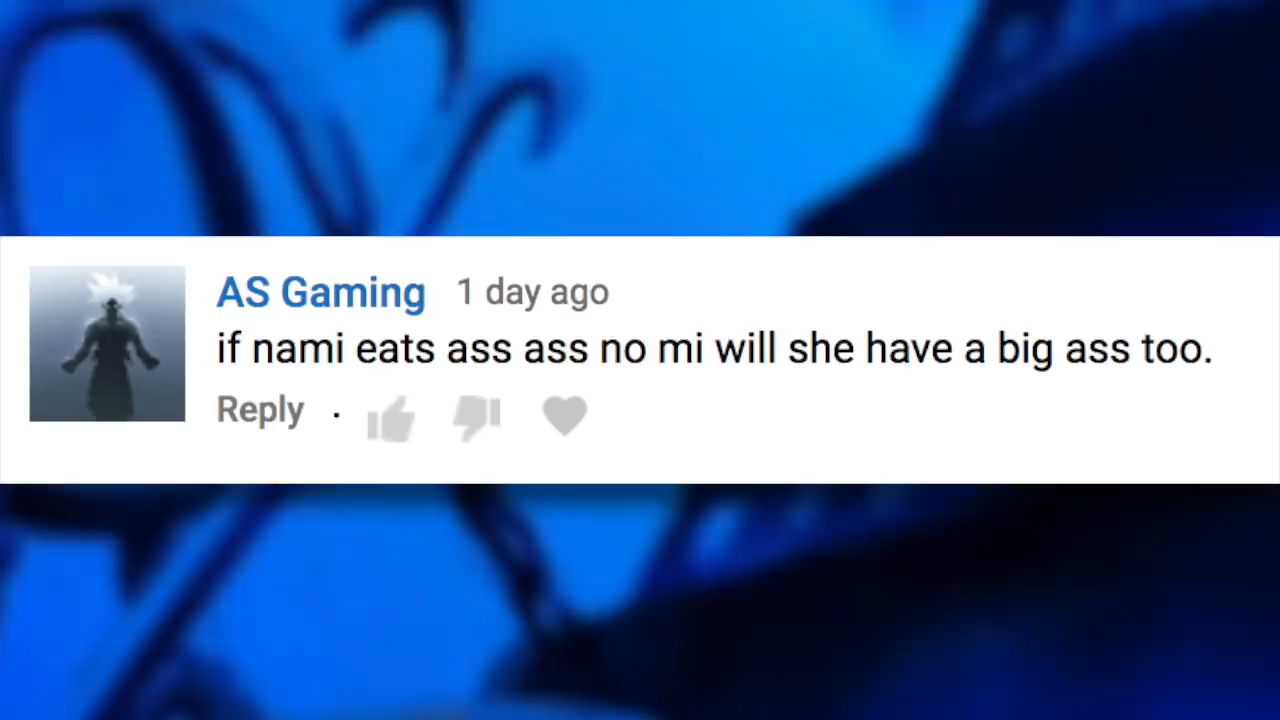 AS Gaming 1 day ago
if nami eats ass ass no mi will she have a big ass too.
Reply ·